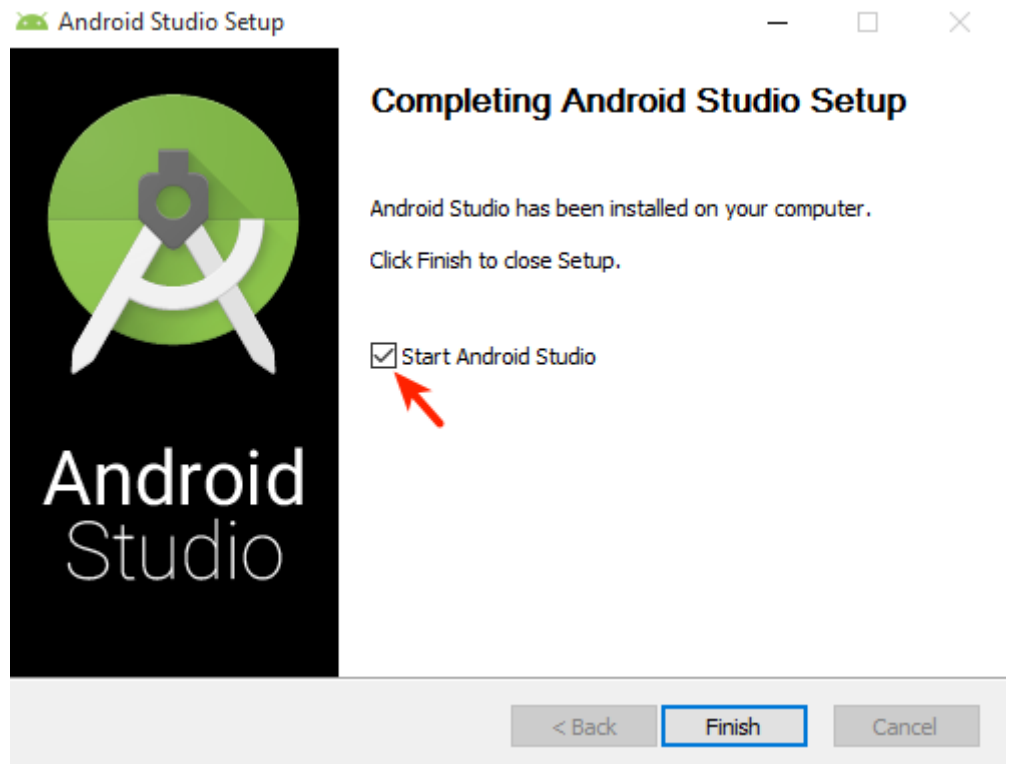 Android Studio Setup
Completing Android Studio Setup
Android Studio has been installed on your computer.
Click Finish to close Setup.
Start Android Studio
Android
Studio
< Back
Finish
Cancel